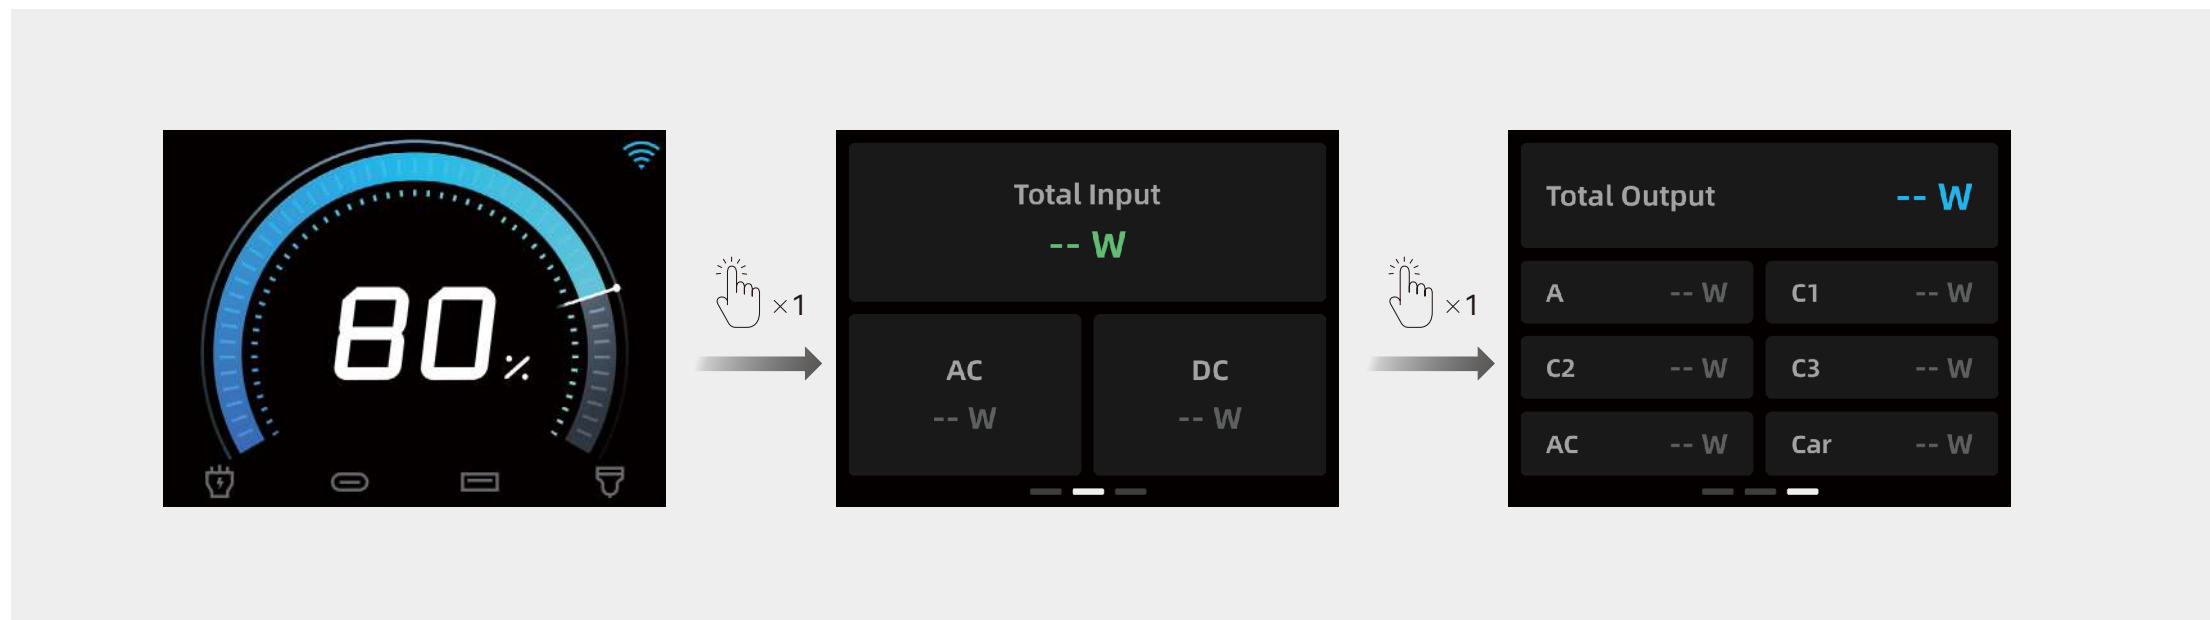 80%
×1
Total Input
-- W
AC
-- W
DC
-- W
×1
Total Output -- W
A -- W
C1 -- W
C2 -- W
C3 -- W
AC -- W
Car -- W